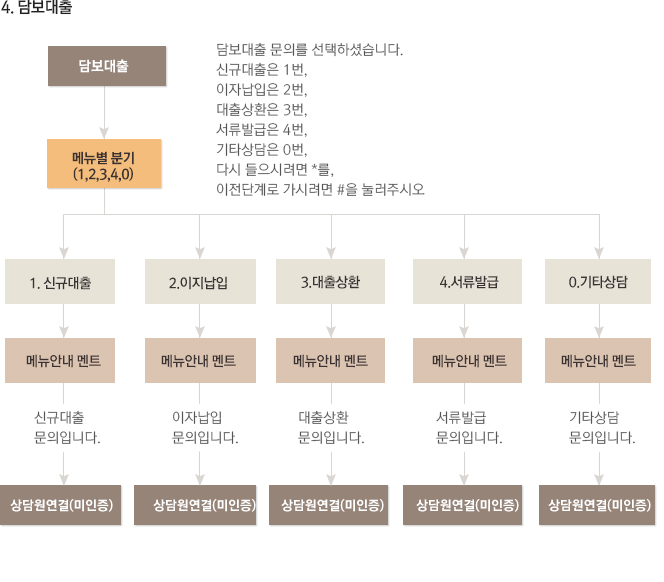 4. 담보대출
담보대출
담보대출 문의를 선택하셨습니다.
신규대출은 1번,
이자납입은 2번,
대출상환은 3번,
서류발급은 4번,
기타상담은 0번,
다시 들으시려면 *를,
이전단계로 가시려면 #을 눌러주시오
메뉴별 분기
(1,2,3,4,0)
1. 신규대출
2.이지납입
3.대출상환
4.서류발급
0.기타상담
메뉴안내 멘트
메뉴안내 멘트
메뉴안내 멘트
메뉴안내 멘트
메뉴안내 멘트
신규대출
문의입니다.
이자납입
문의입니다.
대출상환
문의입니다.
서류발급
문의입니다.
기타상담
문의입니다.
상담원연결(미인증)
상담원연결(미인증)
상담원연결(미인증)
상담원연결(미인증)
상담원연결(미인증)